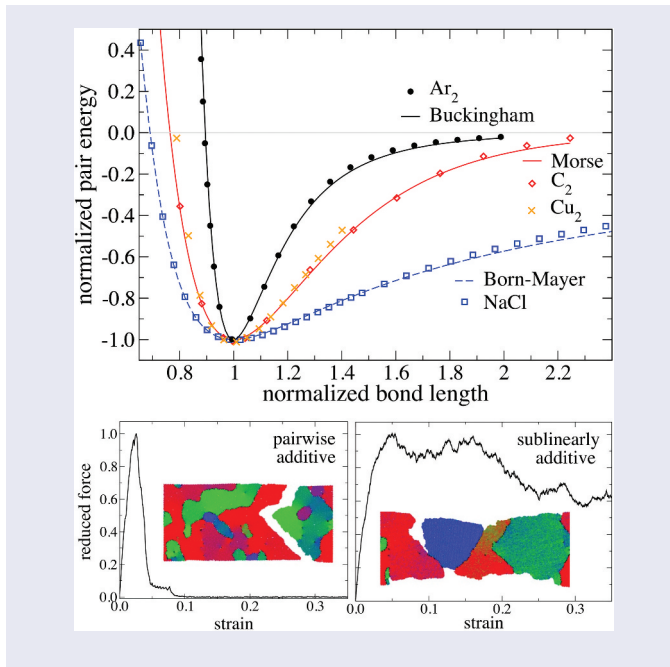 0.4
0.2
0.0
-0.2
-0.4
-0.6
-0.8
-1.0
normalized pair energy
Ar2
Buckingham
Morse
C2
Cu2
Born-Mayer
NaCl
0.8 1 1.2 1.4 1.6 1.8 2 2.2
normalized bond length
1.0
0.8
0.6
0.4
0.2
0.0
reduced force
pairwise
additive
0.0 0.1 0.2 0.3
strain
sublinearly
additive
0.0 0.1 0.2 0.3
strain